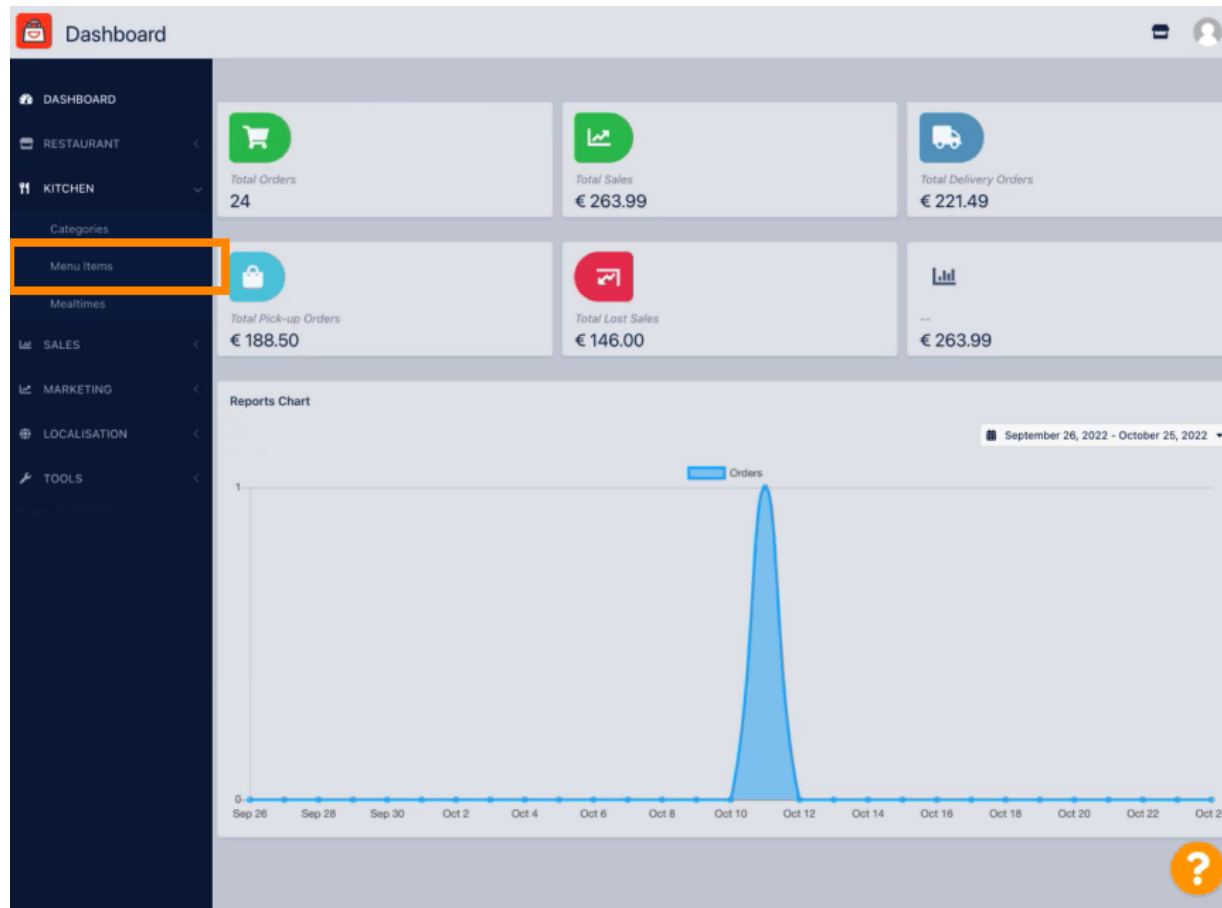 Dashboard
DASHBOARD
RESTAURANT
KITCHEN
Categories
Menu Items
Mealtimes
SALES
MARKETING
LOCALISATION
TOOLS
Total Orders
24
Total Sales
€ 263.99
Total Delivery Orders
€ 221.49
Total Pick-up Orders
€ 188.50
Total Lost Sales
€ 146.00
--
€ 263.99
Reports Chart
September 26, 2022 - October 25, 2022
Orders
1
0
Sep 26 Sep 28 Sep 30 Oct 2 Oct 4 Oct 6 Oct 8 Oct 10 Oct 12 Oct 14 Oct 16 Oct 18 Oct 20 Oct 22 Oct 2
?